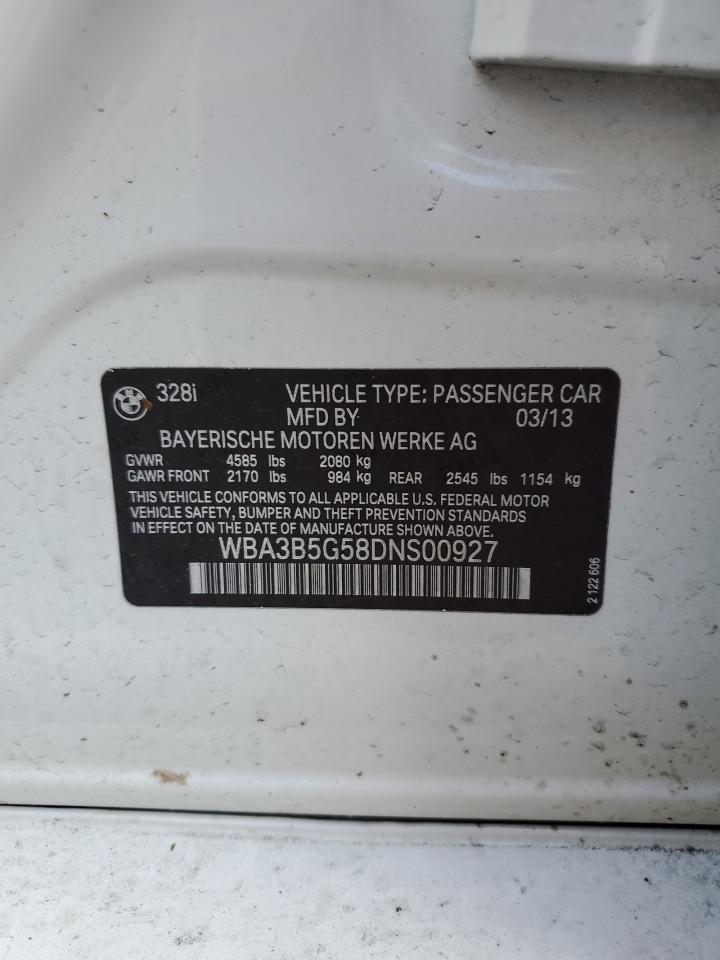 328i VEHICLE TYPE: PASSENGER CAR
MFD BY 03/13
BAYERISCHE MOTOREN WERKE AG
GVWR 4585 lbs 2080 kg
GAWR FRONT 2170 lbs 984 kg REAR 2545 lbs 1154 kg
THIS VEHICLE CONFORMS TO ALL APPLICABLE U.S. FEDERAL MOTOR
VEHICLE SAFETY, BUMPER AND THEFT PREVENTION STANDARDS
IN EFFECT ON THE DATE OF MANUFACTURE SHOWN ABOVE.
WBA3B5G58DNS00927
2 122 606